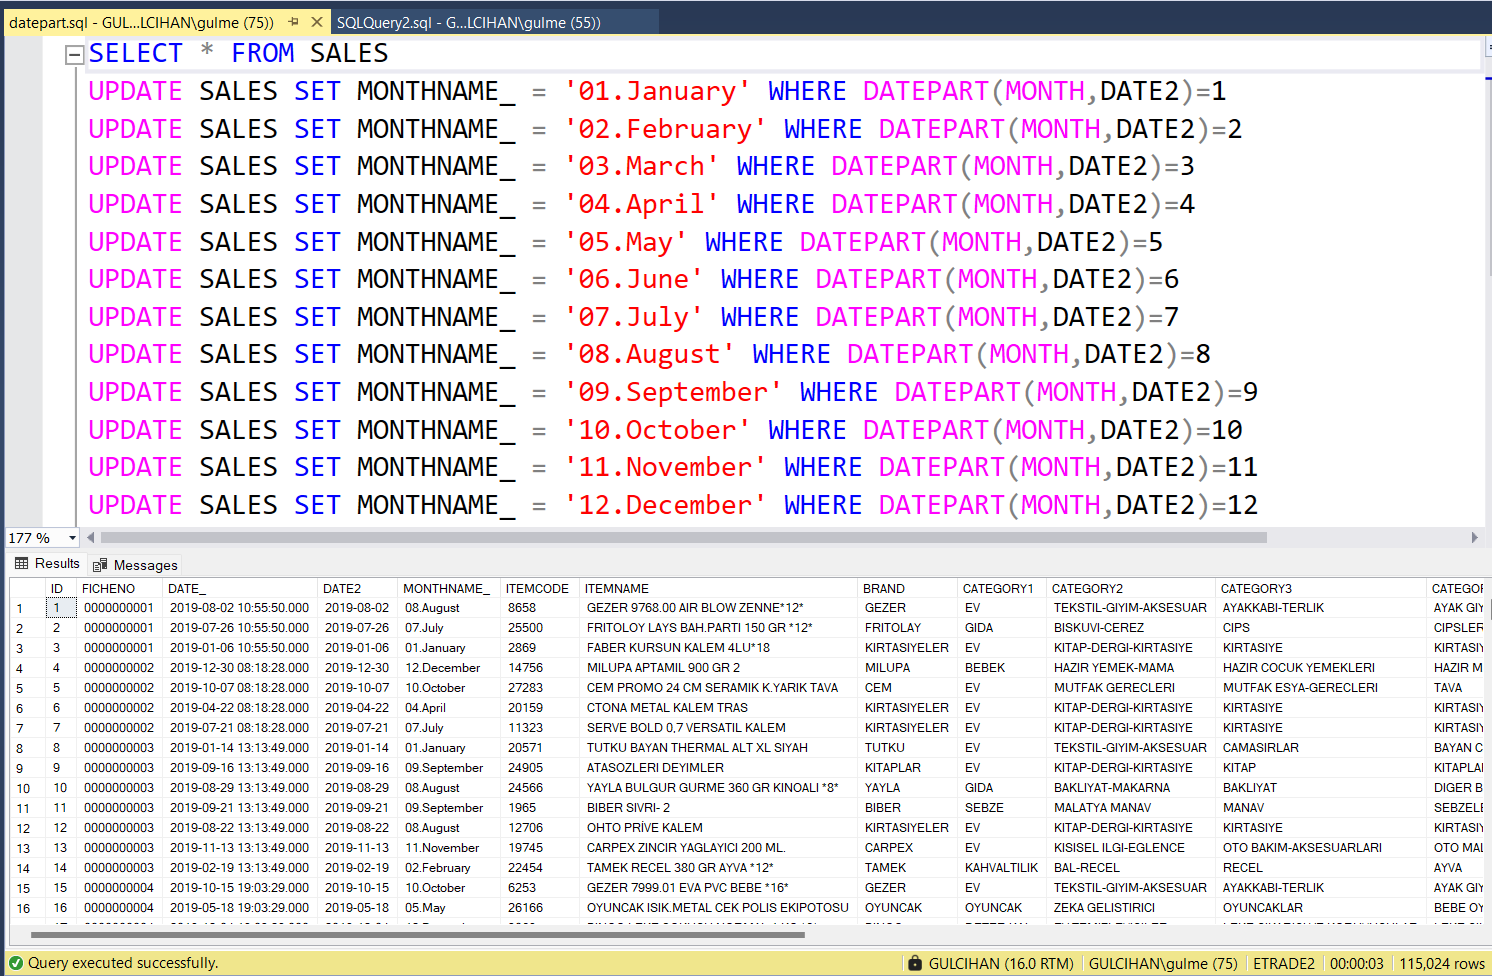 datepart.sql - GUL...LCIHAN\gulme (75)) SQLQuery2.sql - G...LCIHAN\gulme (55))
SELECT * FROM SALES
UPDATE SALES SET MONTHNAME_ = '01.January' WHERE DATEPART(MONTH,DATE2)=1
UPDATE SALES SET MONTHNAME_ = '02.February' WHERE DATEPART(MONTH,DATE2)=2
UPDATE SALES SET MONTHNAME_ = '03.March' WHERE DATEPART(MONTH,DATE2)=3
UPDATE SALES SET MONTHNAME_ = '04.April' WHERE DATEPART(MONTH,DATE2)=4
UPDATE SALES SET MONTHNAME_ = '05.May' WHERE DATEPART(MONTH,DATE2)=5
UPDATE SALES SET MONTHNAME_ = '06.June' WHERE DATEPART(MONTH,DATE2)=6
UPDATE SALES SET MONTHNAME_ = '07.July' WHERE DATEPART(MONTH,DATE2)=7
UPDATE SALES SET MONTHNAME_ = '08.August' WHERE DATEPART(MONTH,DATE2)=8
UPDATE SALES SET MONTHNAME_ = '09.September' WHERE DATEPART(MONTH,DATE2)=9
UPDATE SALES SET MONTHNAME_ = '10.October' WHERE DATEPART(MONTH,DATE2)=10
UPDATE SALES SET MONTHNAME_ = '11.November' WHERE DATEPART(MONTH,DATE2)=11
UPDATE SALES SET MONTHNAME_ = '12.December' WHERE DATEPART(MONTH,DATE2)=12
177 %
Results Messages
ID FICHENO DATE_ DATE2 MONTHNAME_ ITEMCODE ITEMNAME BRAND CATEGORY1 CATEGORY2 CATEGORY3 CATEGOR
1 1 0000000001 2019-08-02 10:55:50.000 2019-08-02 08.August 8658 GEZER 9768.00 AIR BLOW ZENNE*12* GEZER EV TEKSTIL-GIYIM-AKSESUAR AYAKKABI-TERLIK AYAK GIY
2 2 0000000001 2019-07-26 10:55:50.000 2019-07-26 07.July 25500 FRITOLOY LAYS BAH.PARTI 150 GR *12* FRITOLAY GIDA BISKUVI-CEREZ CIPS CIPSLER
3 3 0000000001 2019-01-06 10:55:50.000 2019-01-06 01.January 2869 FABER KURSUN KALEM 4LU*18 KIRTASIYELER EV KITAP-DERGI-KIRTASIYE KIRTASIYE KIRTASIY
4 4 0000000002 2019-12-30 08:18:28.000 2019-12-30 12.December 14756 MILUPA APTAMIL 900 GR 2 MILUPA BEBEK HAZIR YEMEK-MAMA HAZIR COCUK YEMEKLERI HAZIR M
5 5 0000000002 2019-10-07 08:18:28.000 2019-10-07 10.October 27283 CEM PROMO 24 CM SERAMIK K.YARIK TAVA CEM EV MUTFAK GERECLERI MUTFAK ESYA-GERECLERI TAVA
6 6 0000000002 2019-04-22 08:18:28.000 2019-04-22 04.April 20159 CTONA METAL KALEM TRAS KIRTASIYELER EV KITAP-DERGI-KIRTASIYE KIRTASIYE KIRTASIY
7 7 0000000002 2019-07-21 08:18:28.000 2019-07-21 07.July 11323 SERVE BOLD 0,7 VERSATIL KALEM KIRTASIYELER EV KITAP-DERGI-KIRTASIYE KIRTASIYE KIRTASIY
8 8 0000000003 2019-01-14 13:13:49.000 2019-01-14 01.January 20571 TUTKU BAYAN THERMAL ALT XL SIYAH TUTKU EV TEKSTIL-GIYIM-AKSESUAR CAMASIRLAR BAYAN C
9 9 0000000003 2019-09-16 13:13:49.000 2019-09-16 09.September 24905 ATASOZLERI DEYIMLER KITAPLAR EV KITAP-DERGI-KIRTASIYE KITAP KITAPLAI
10 10 0000000003 2019-08-29 13:13:49.000 2019-08-29 08.August 24566 YAYLA BULGUR GURME 360 GR KINOALI *8* YAYLA GIDA BAKLIYAT-MAKARNA BAKLIYAT DIGER B
11 11 0000000003 2019-09-21 13:13:49.000 2019-09-21 09.September 1965 BIBER SIVRI- 2 BIBER SEBZE MALATYA MANAV MANAV SEBZELE
12 12 0000000003 2019-08-22 13:13:49.000 2019-08-22 08.August 12706 OHTO PRİVE KALEM KIRTASIYELER EV KITAP-DERGI-KIRTASIYE KIRTASIYE KIRTASIY
13 13 0000000003 2019-11-13 13:13:49.000 2019-11-13 11.November 19745 CARPEX ZINCIR YAGLAYICI 200 ML. CARPEX EV KISISEL ILGI-EGLENCE OTO BAKIM-AKSESUARLARI OTO MAL
14 14 0000000003 2019-02-19 13:13:49.000 2019-02-19 02.February 22454 TAMEK RECEL 380 GR AYVA *12* TAMEK KAHVALTILIK BAL-RECEL RECEL AYVA
15 15 0000000004 2019-10-15 19:03:29.000 2019-10-15 10.October 6253 GEZER 7999.01 EVA PVC BEBE *16* GEZER EV TEKSTIL-GIYIM-AKSESUAR AYAKKABI-TERLIK AYAK GIY
16 16 0000000004 2019-05-18 19:03:29.000 2019-05-18 05.May 26166 OYUNCAK ISIK.METAL CEK POLIS EKIPOTOSU OYUNCAK OYUNCAK ZEKA GELISTIRICI OYUNCAKLAR BEBE OY
Query executed successfully. GULCIHAN (16.0 RTM) GULCIHAN\gulme (75) ETRADE2 00:00:03 115,024 rows